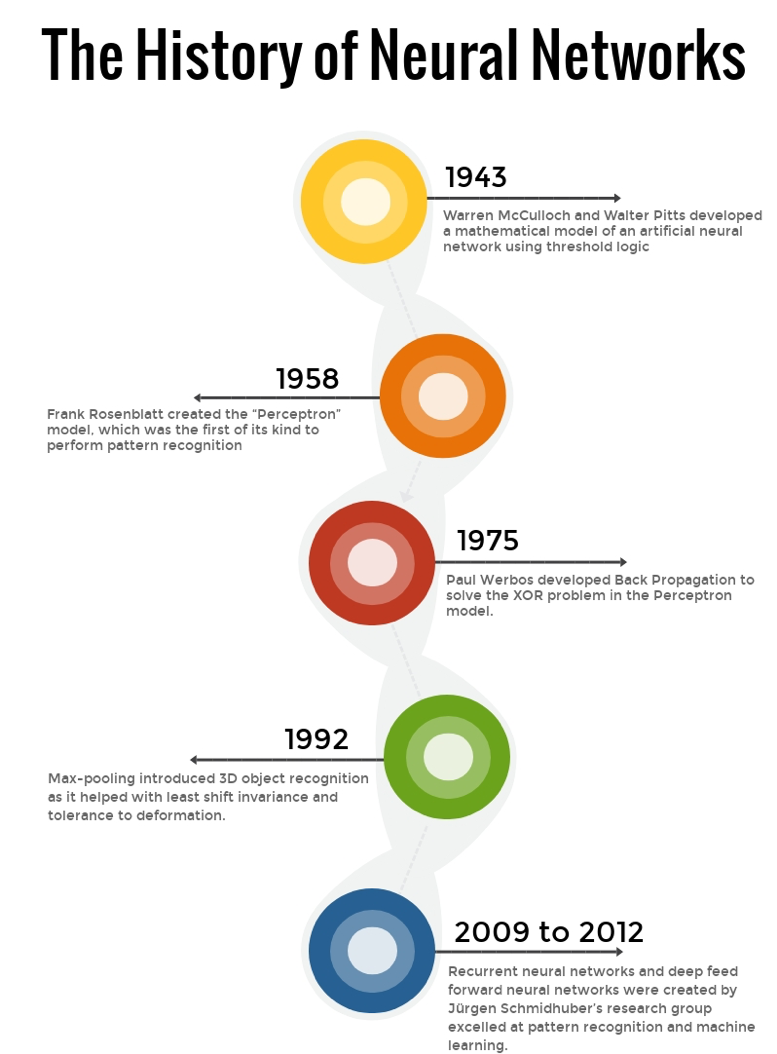 The History of Neural Networks
1943
Warren McCulloch and Walter Pitts developed
a mathematical model of an artificial neural
network using threshold logic
1958
Frank Rosenblatt created the “Perceptron”
model, which was the first of its kind to
perform pattern recognition
1975
Paul Werbos developed Back Propagation to
solve the XOR problem in the Perceptron
model.
1992
Max-pooling introduced 3D object recognition
as it helped with least shift invariance and
tolerance to deformation.
2009 to 2012
Recurrent neural networks and deep feed
forward neural networks were created by
Jürgen Schmidhuber's research group
excelled at pattern recognition and machine
learning.